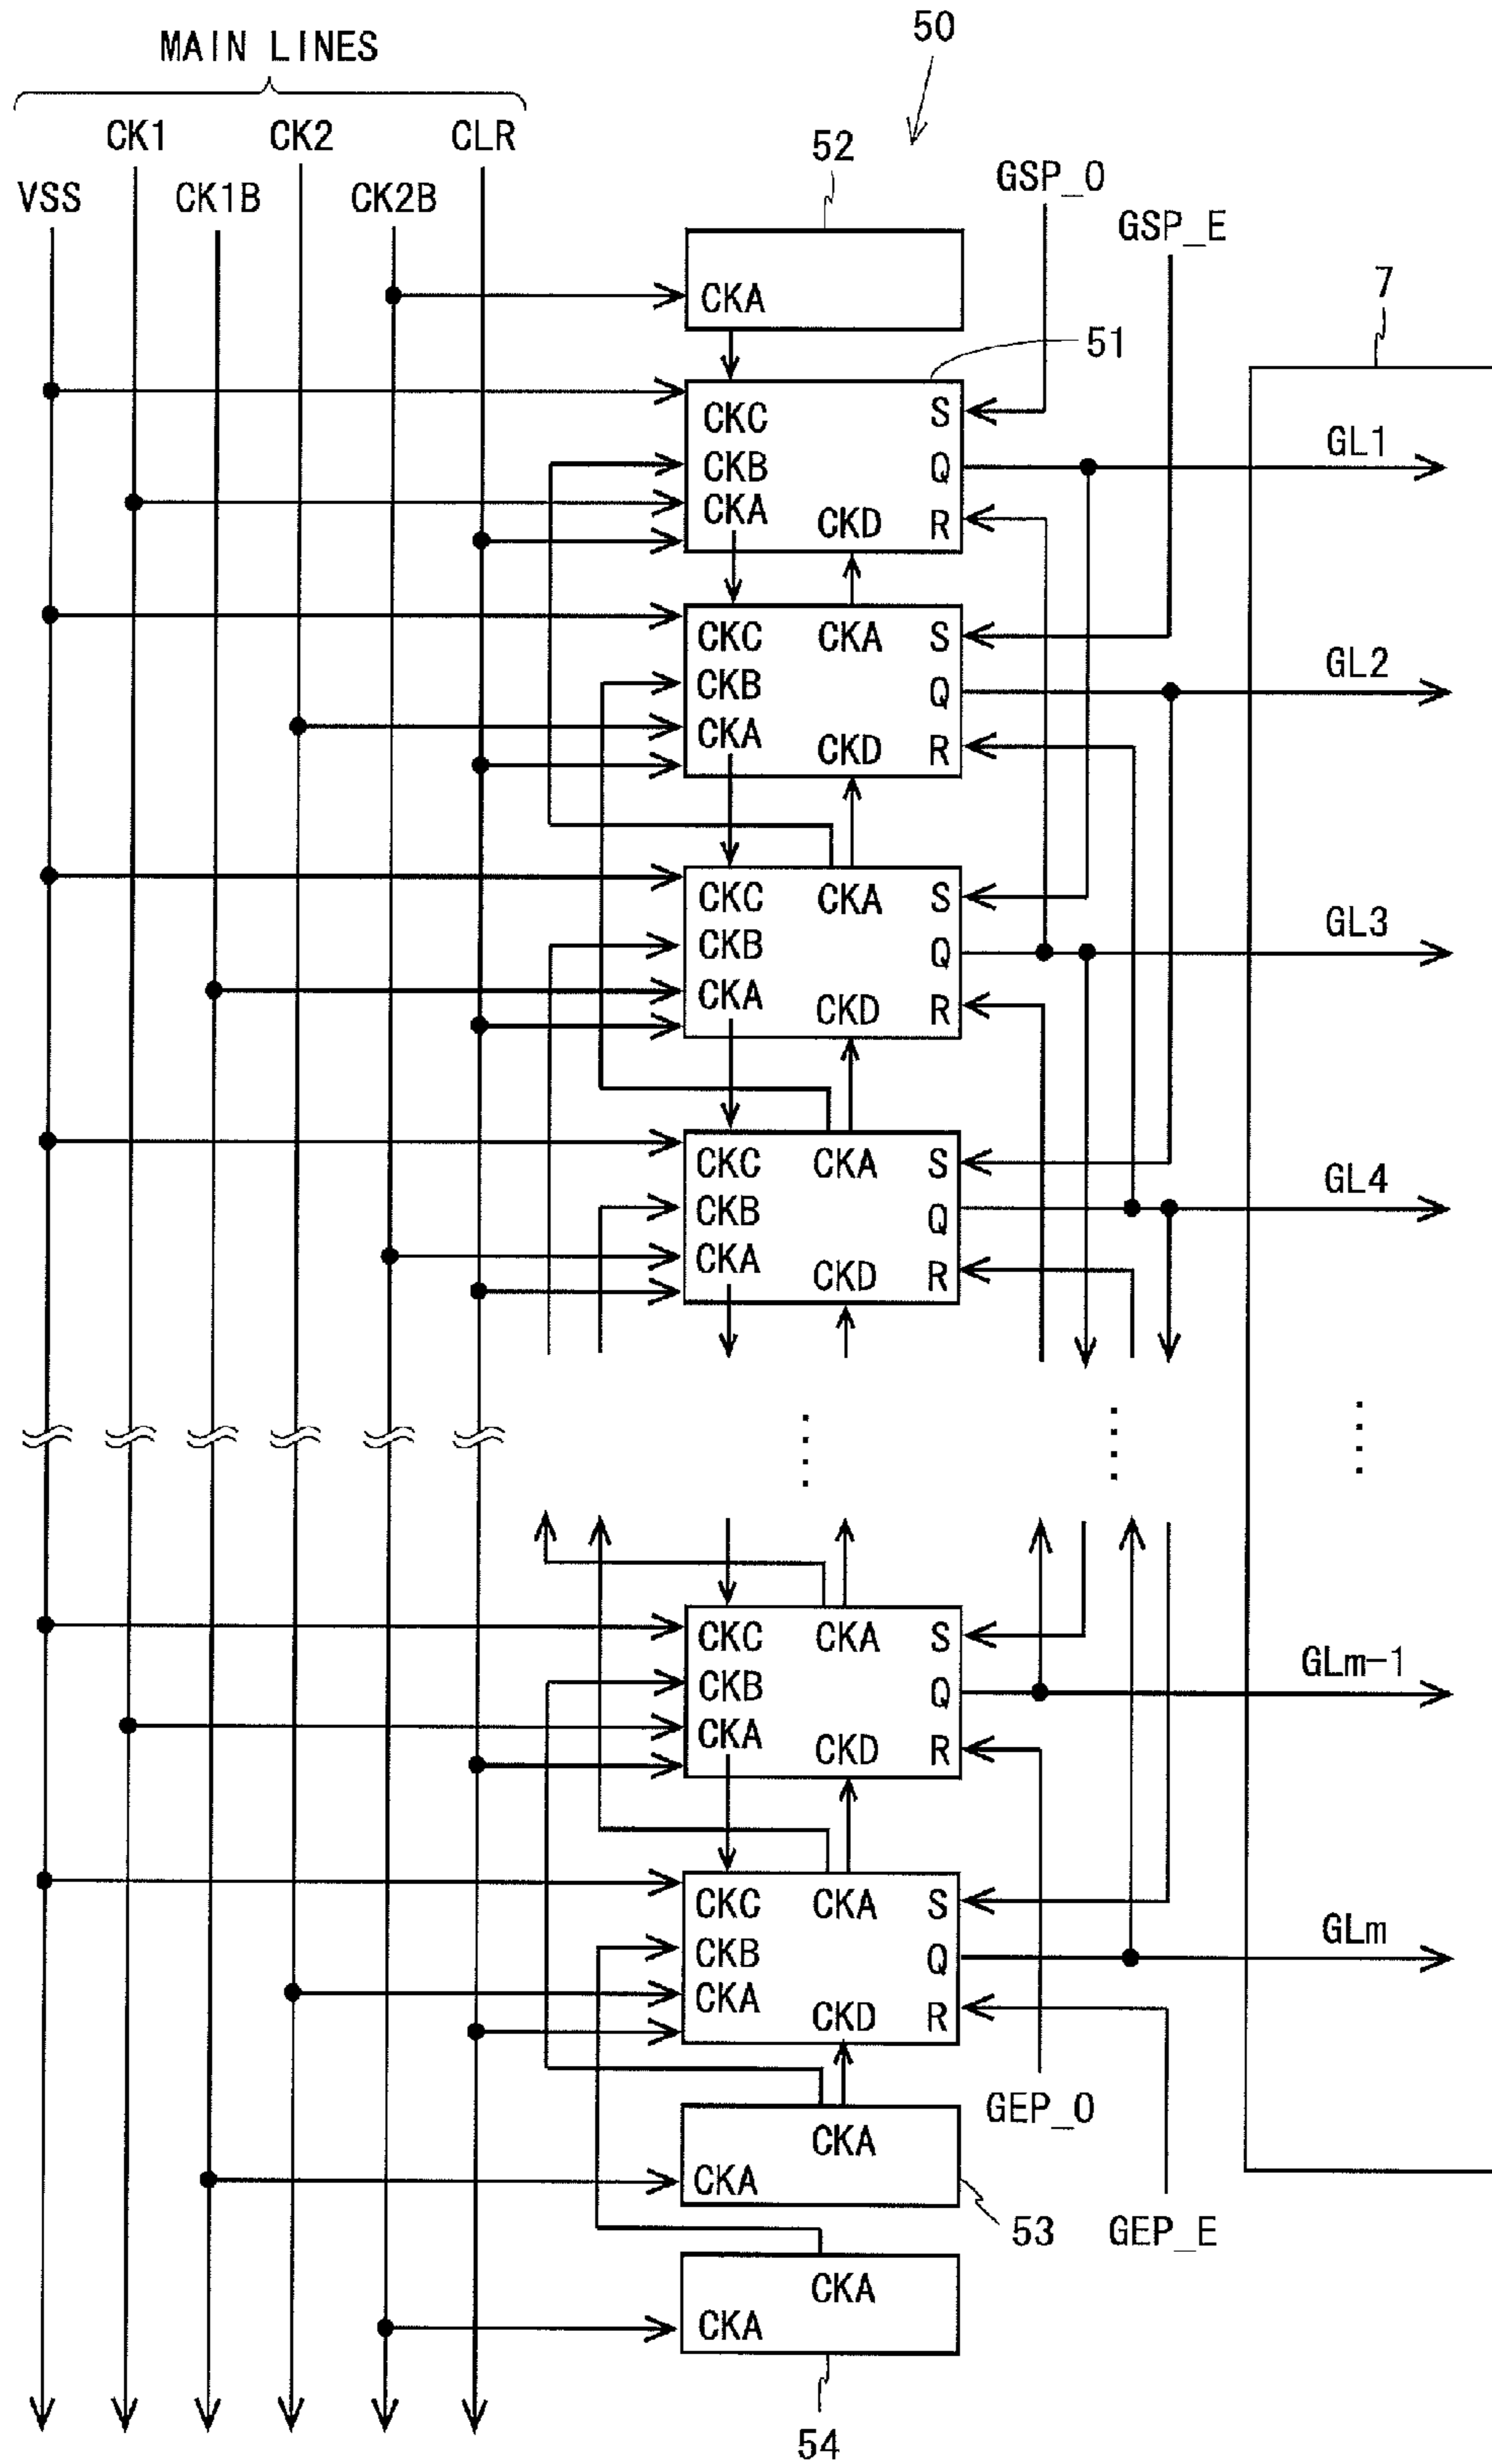 50
MAIN LINES
CK1 CK2 CLR
52
VSS CK1B CK2B
GSP_O
GSP_E
7
CKA
51
CKC S
GL1
CKB Q
CKA CKD R
CKC CKA S
GL2
CKB Q
CKA CKD R
CKC CKA S
GL3
CKB Q
CKA CKD R
CKC CKA S
GL4
CKB Q
CKA CKD R
CKC CKA S
GLm-1
CKB Q
CKA CKD R
CKC CKA S
GLm
CKB Q
CKA CKD R
GEP_O
CKA
CKA
53
GEP_E
CKA
CKA
54